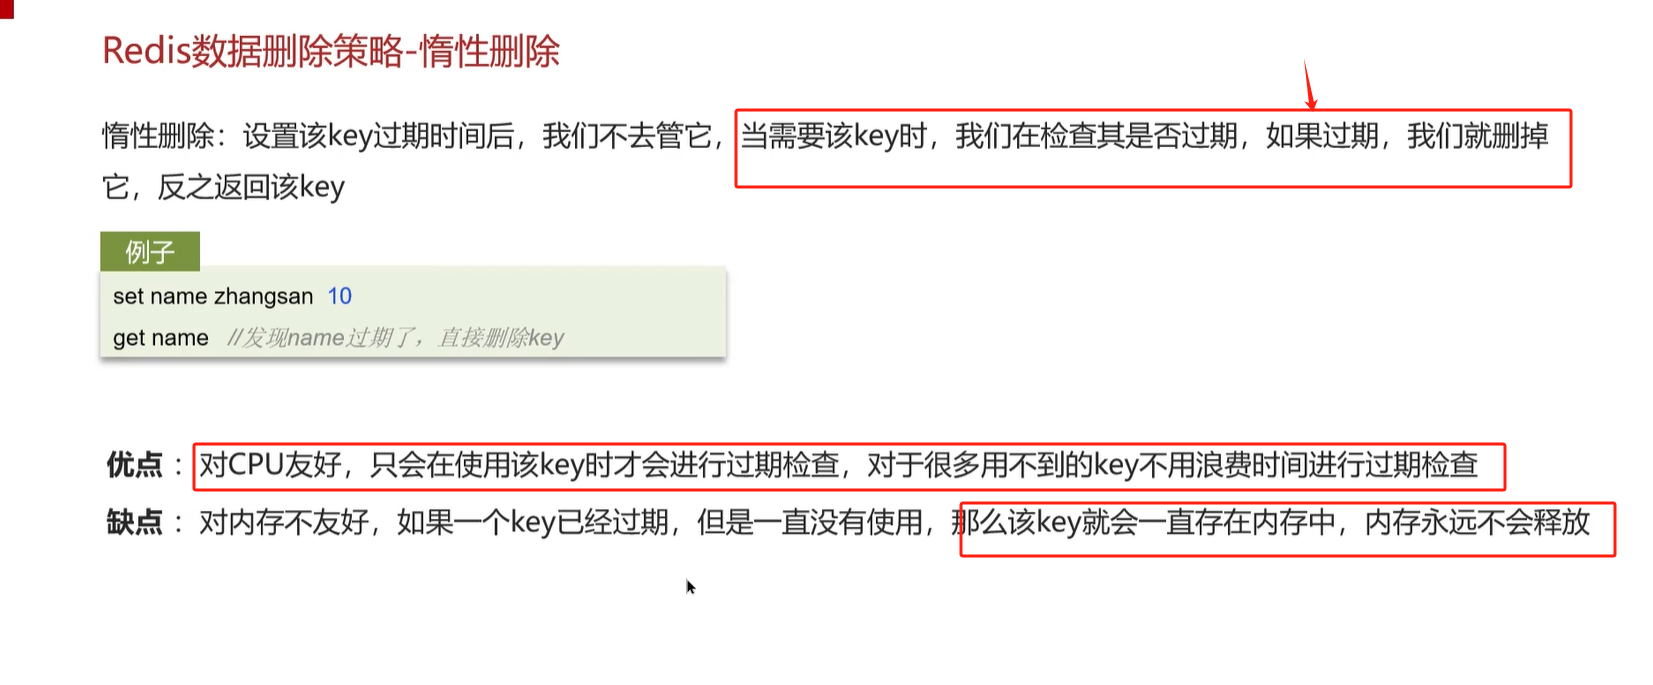 Redis数据删除策略-惰性删除
惰性删除：设置该key过期时间后，我们不去管它，当需要该key时，我们在检查其是否过期，如果过期，我们就删掉
它，反之返回该key
例子
set name zhangsan 10
get name //发现name过期了，直接删除key
优点：对CPU友好，只会在使用该key时才会进行过期检查，对于很多用不到的key不用浪费时间进行过期检查
缺点：对内存不友好，如果一个key已经过期，但是一直没有使用，那么该key就会一直存在内存中，内存永远不会释放